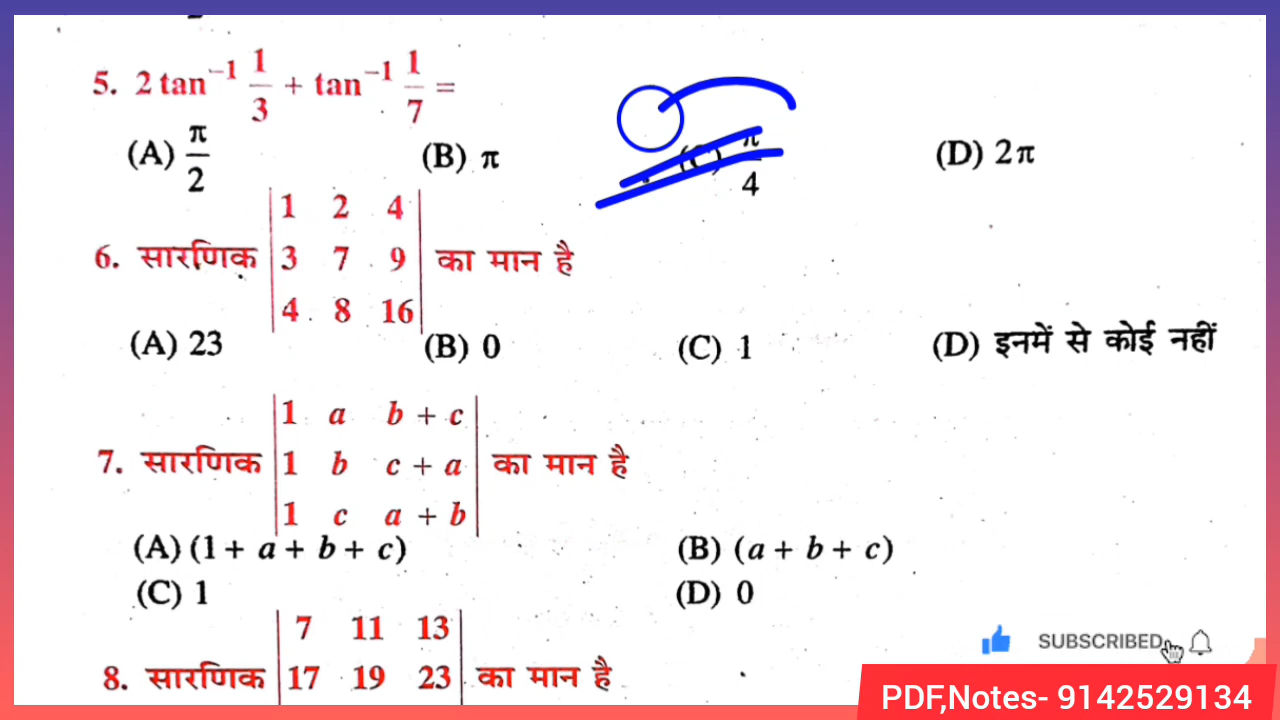 5. 2 tan⁻¹ 1/3 + tan⁻¹ 1/7 =
(A) π/2 (B) π (C) π/4 (D) 2π
6. सारणिक |1 2 4|
|3 7 9| का मान है
|4 8 16|
(A) 23 (B) 0 (C) 1 (D) इनमें से कोई नहीं
7. सारणिक |1 a b + c|
|1 b c + a| का मान है
|1 c a + b|
(A) (1 + a + b + c) (B) (a + b + c)
(C) 1 (D) 0
8. सारणिक |7 11 13|
|17 19 23| का मान है
SUBSCRIBED
PDF,Notes- 9142529134